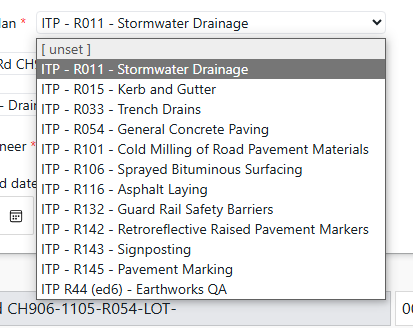 lan * ITP - R011 - Stormwater Drainage
[ unset ]
Rd CH9
ITP - R011 - Stormwater Drainage
ITP - R015 - Kerb and Gutter
- Drain
ITP - R033 - Trench Drains
ITP - R054 - General Concrete Paving
neer *
ITP - R101 - Cold Milling of Road Pavement Materials
ITP - R106 - Sprayed Bituminous Surfacing
d date
ITP - R116 - Asphalt Laying
ITP - R132 - Guard Rail Safety Barriers
ITP - R142 - Retroreflective Raised Pavement Markers
ITP - R143 - Signposting
ITP - R145 - Pavement Marking
ITP R44 (ed6) - Earthworks QA
d CH906-1105-R054-LOT- 00